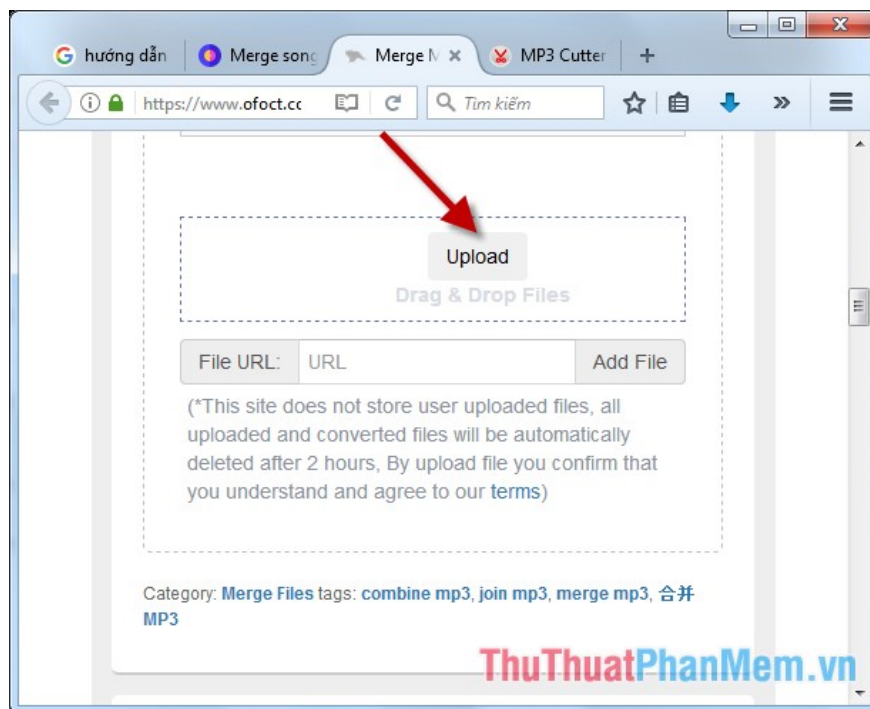 hướng dẫn
Merge song
Merge M
MP3 Cutter
https://www.ofoct.cc
Tìm kiếm
Upload
Drag & Drop Files
File URL:
URL
Add File
(*This site does not store user uploaded files, all
uploaded and converted files will be automatically
deleted after 2 hours, By upload file you confirm that
you understand and agree to our terms)
Category: Merge Files tags: combine mp3, join mp3, merge mp3, 合并
MP3
ThuThuatPhanMem.vn